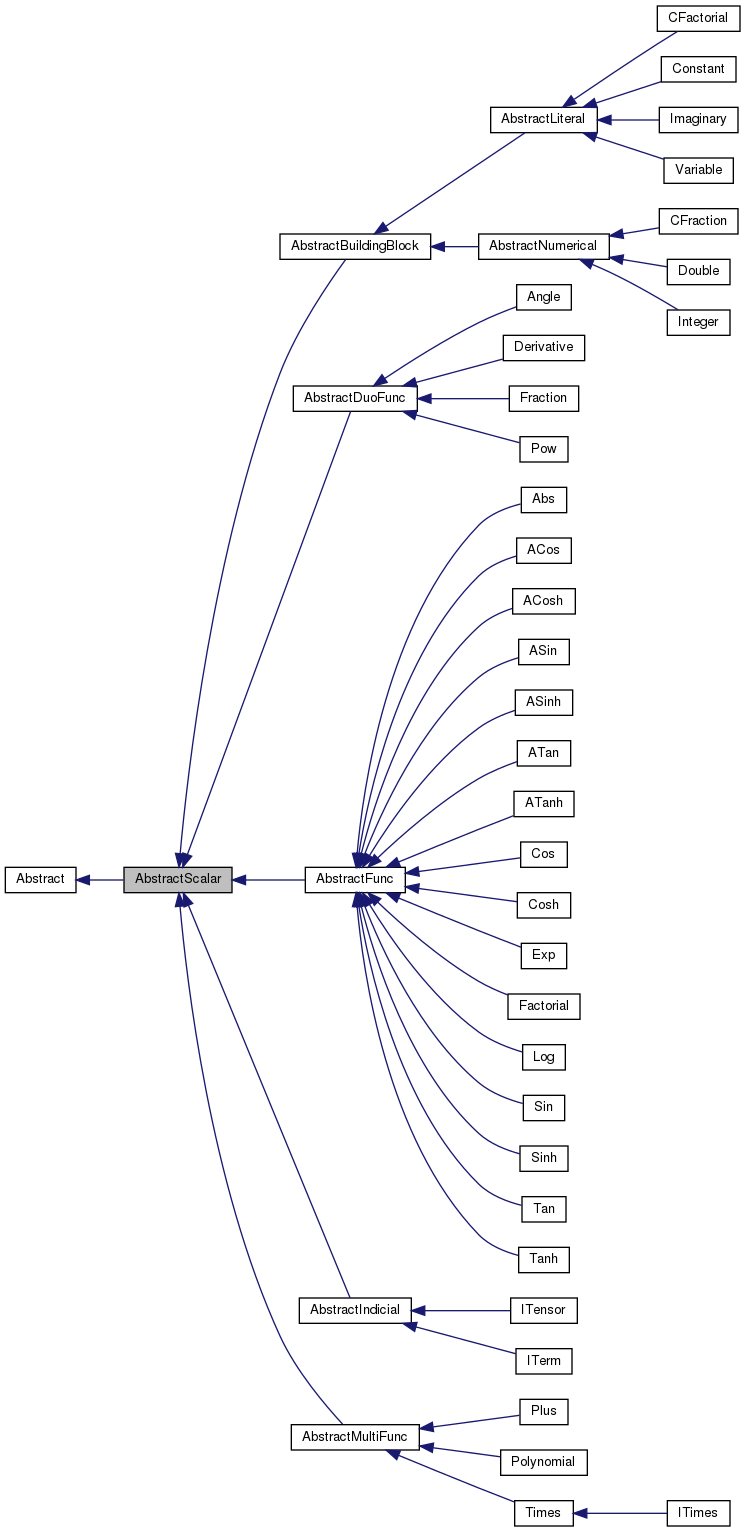 CFactorial
Constant
AbstractLiteral
Imaginary
Variable
CFraction
AbstractBuildingBlock
AbstractNumerical
Double
Angle
Integer
Derivative
AbstractDuoFunc
Fraction
Pow
Abs
ACos
ACosh
ASin
ASinh
ATan
ATanh
Cos
Abstract
AbstractScalar
AbstractFunc
Cosh
Exp
Factorial
Log
Sin
Sinh
Tan
Tanh
AbstractIndicial
ITensor
ITerm
Plus
AbstractMultiFunc
Polynomial
Times
ITimes